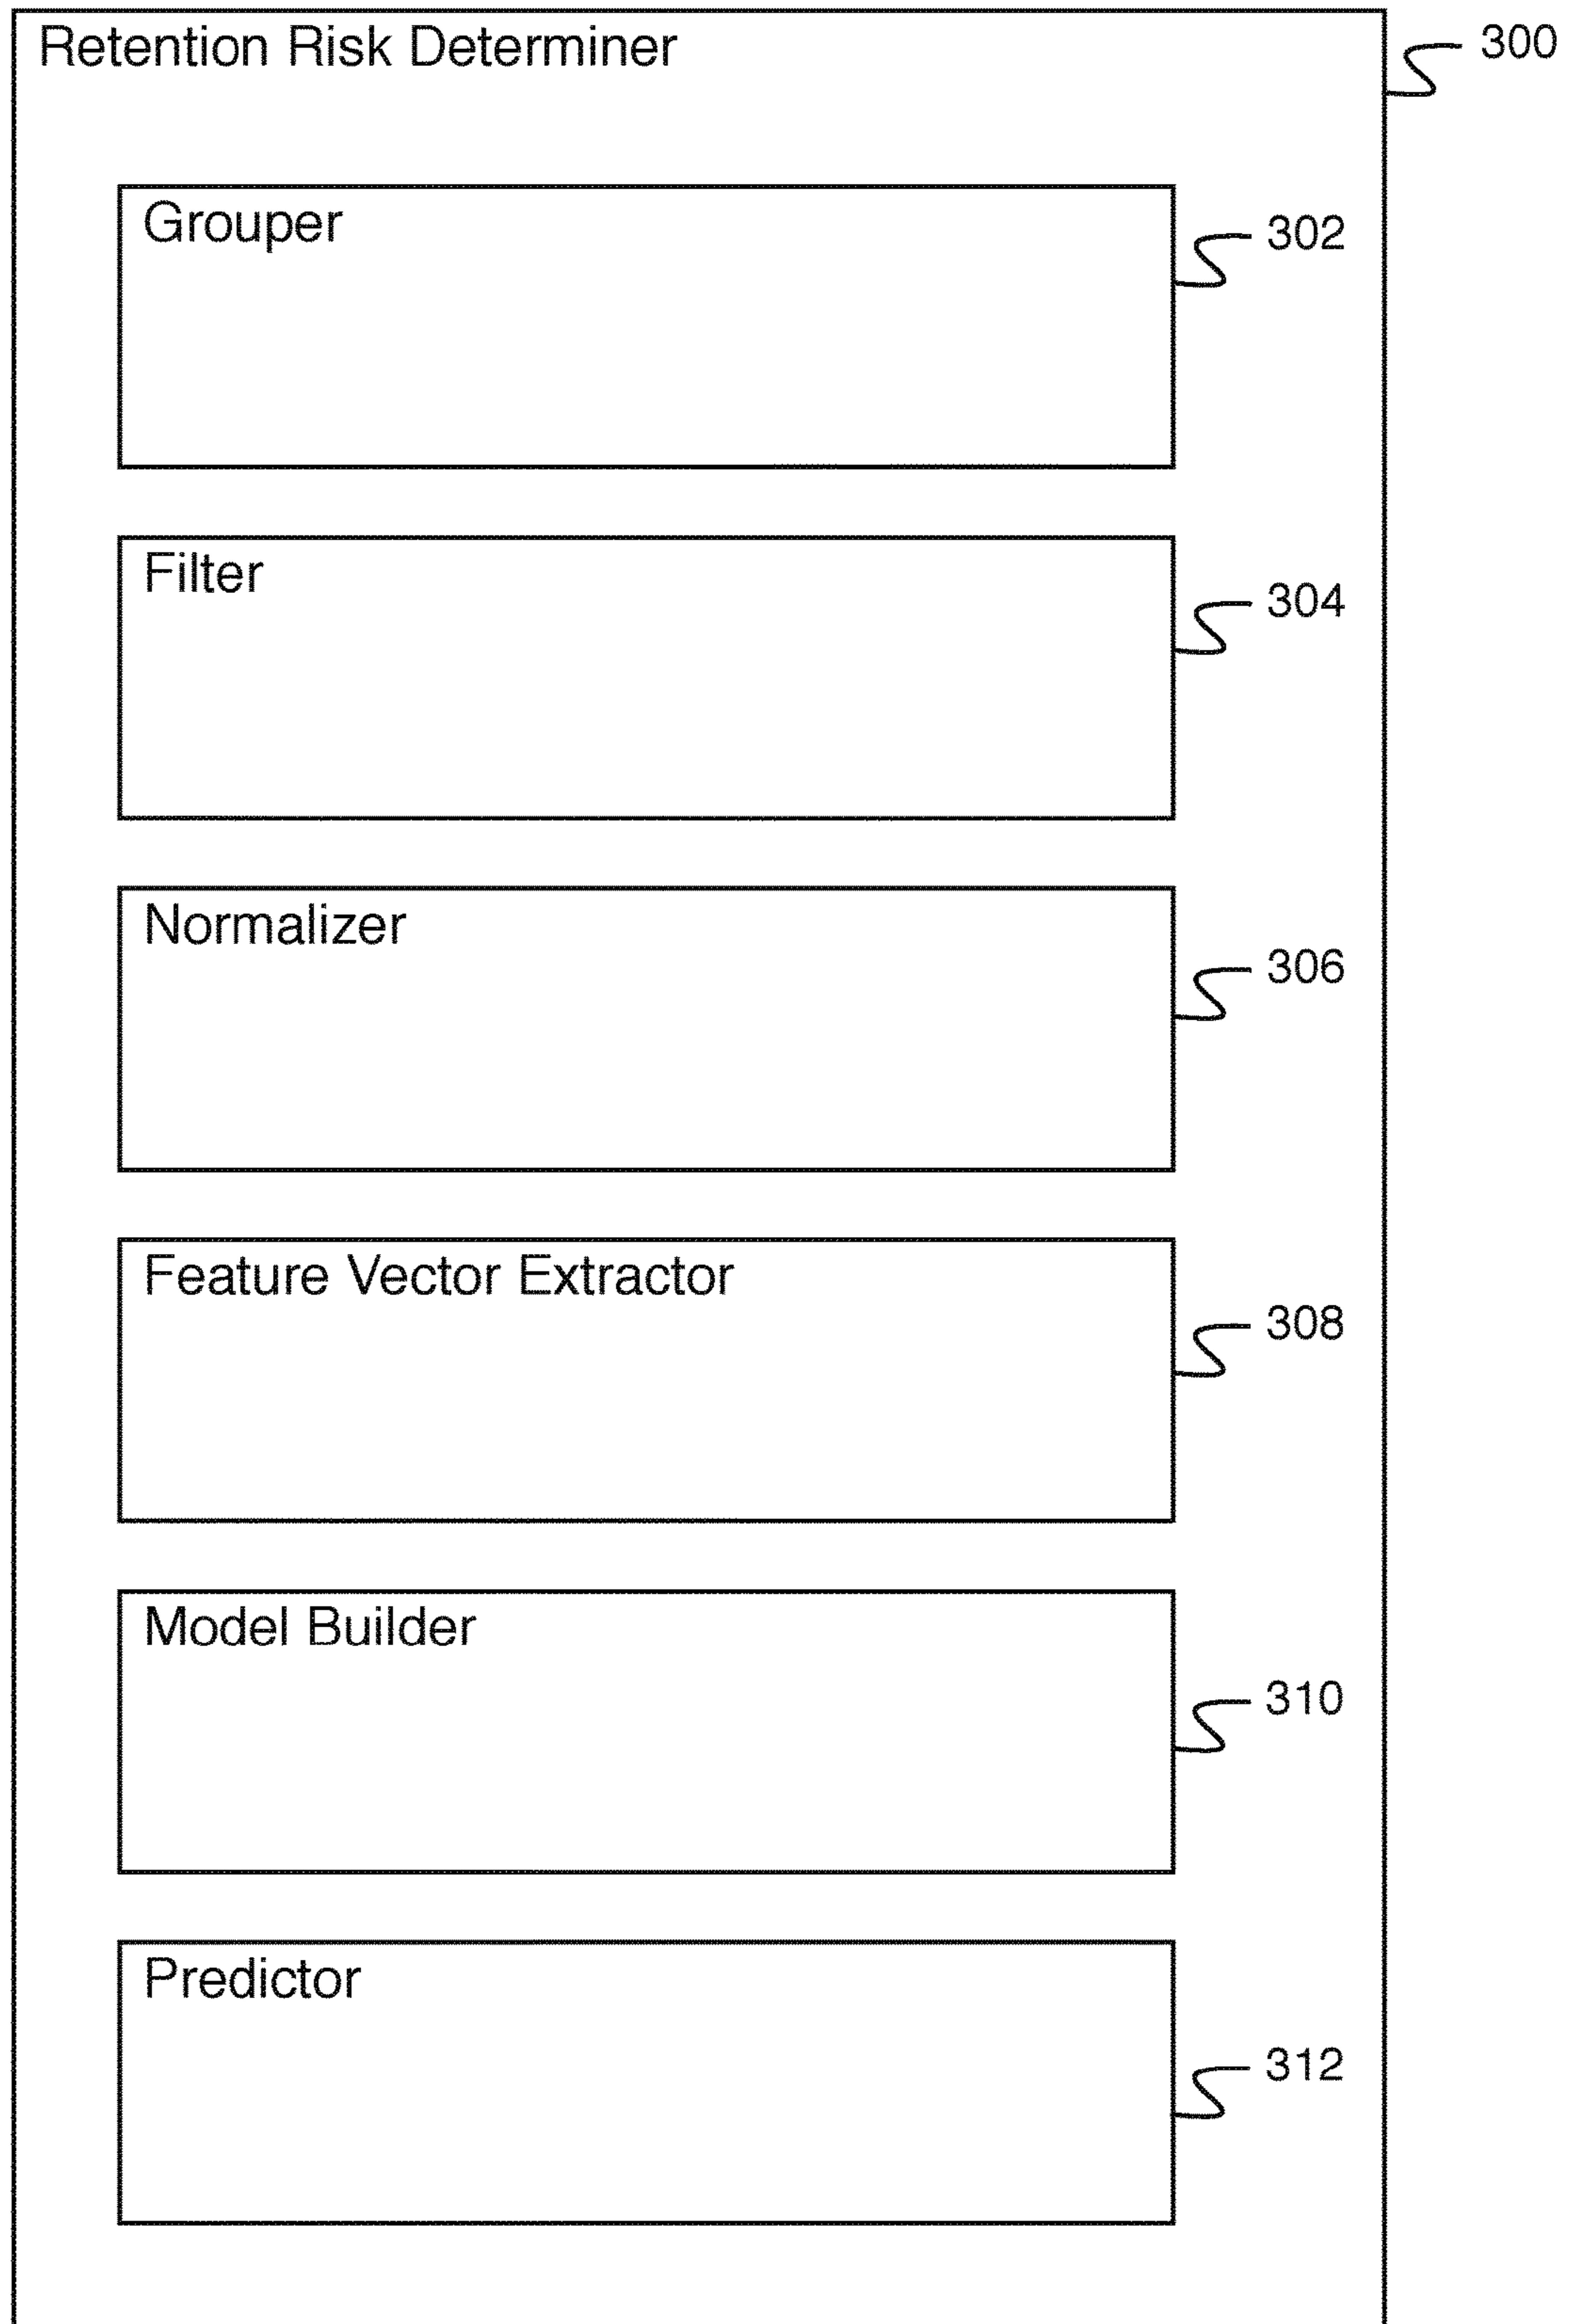 Retention Risk Determiner
300
Grouper
302
Filter
304
Normalizer
306
Feature Vector Extractor
308
Model Builder
310
Predictor
312